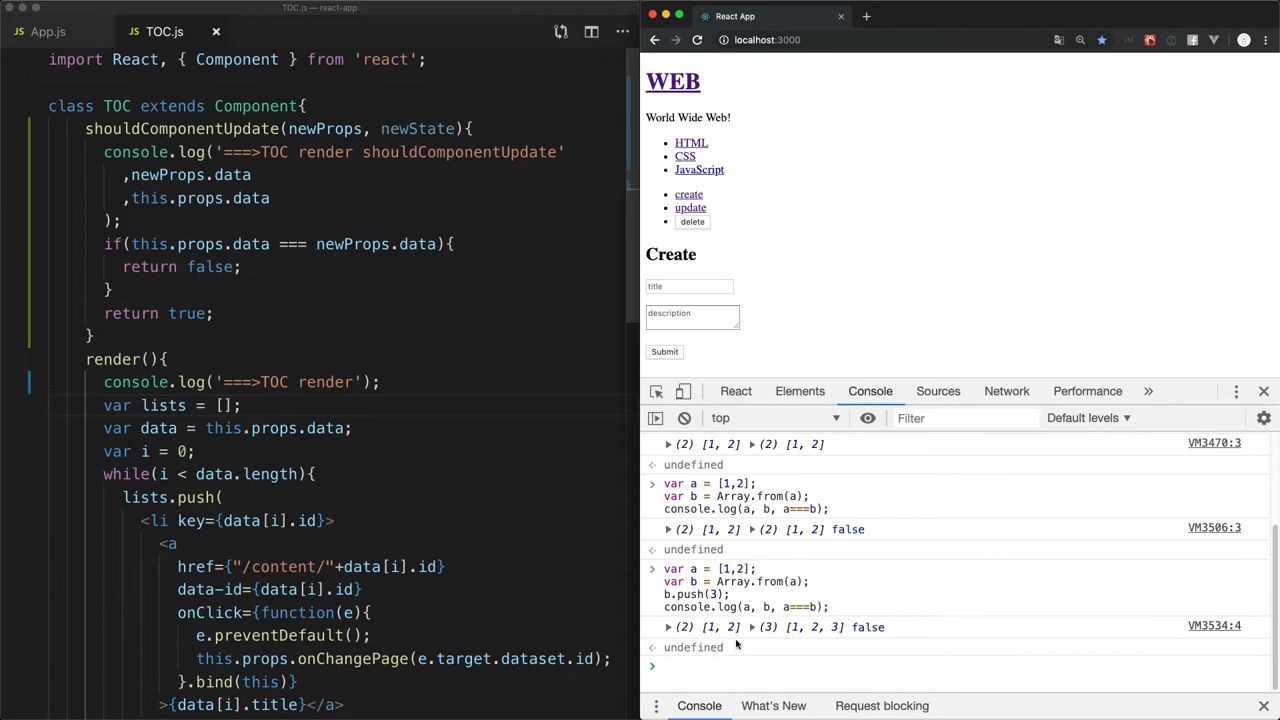 TOC.js — react-app
App.js
TOC.js
import React, { Component } from 'react';
class TOC extends Component{
shouldComponentUpdate(newProps, newState){
console.log('===>TOC render shouldComponentUpdate'
,newProps.data
,this.props.data
);
if(this.props.data === newProps.data){
return false;
}
return true;
}
render(){
console.log('===>TOC render');
var lists = [];
var data = this.props.data;
var i = 0;
while(i < data.length){
lists.push(
<li key={data[i].id}>
<a
href={"/content/"+data[i].id}
data-id={data[i].id}
onClick={function(e){
e.preventDefault();
this.props.onChangePage(e.target.dataset.id);
}.bind(this)}
>{data[i].title}</a>
React App
localhost:3000
WEB
World Wide Web!
HTML
CSS
JavaScript
create
update
delete
Create
title
description
Submit
React Elements Console Sources Network Performance »
top Filter Default levels
(2) [1, 2] (2) [1, 2] VM3470:3
undefined
var a = [1,2];
var b = Array.from(a);
console.log(a, b, a===b);
(2) [1, 2] (2) [1, 2] false VM3506:3
undefined
var a = [1,2];
var b = Array.from(a);
b.push(3);
console.log(a, b, a===b);
(2) [1, 2] (3) [1, 2, 3] false VM3534:4
undefined
Console What's New Request blocking